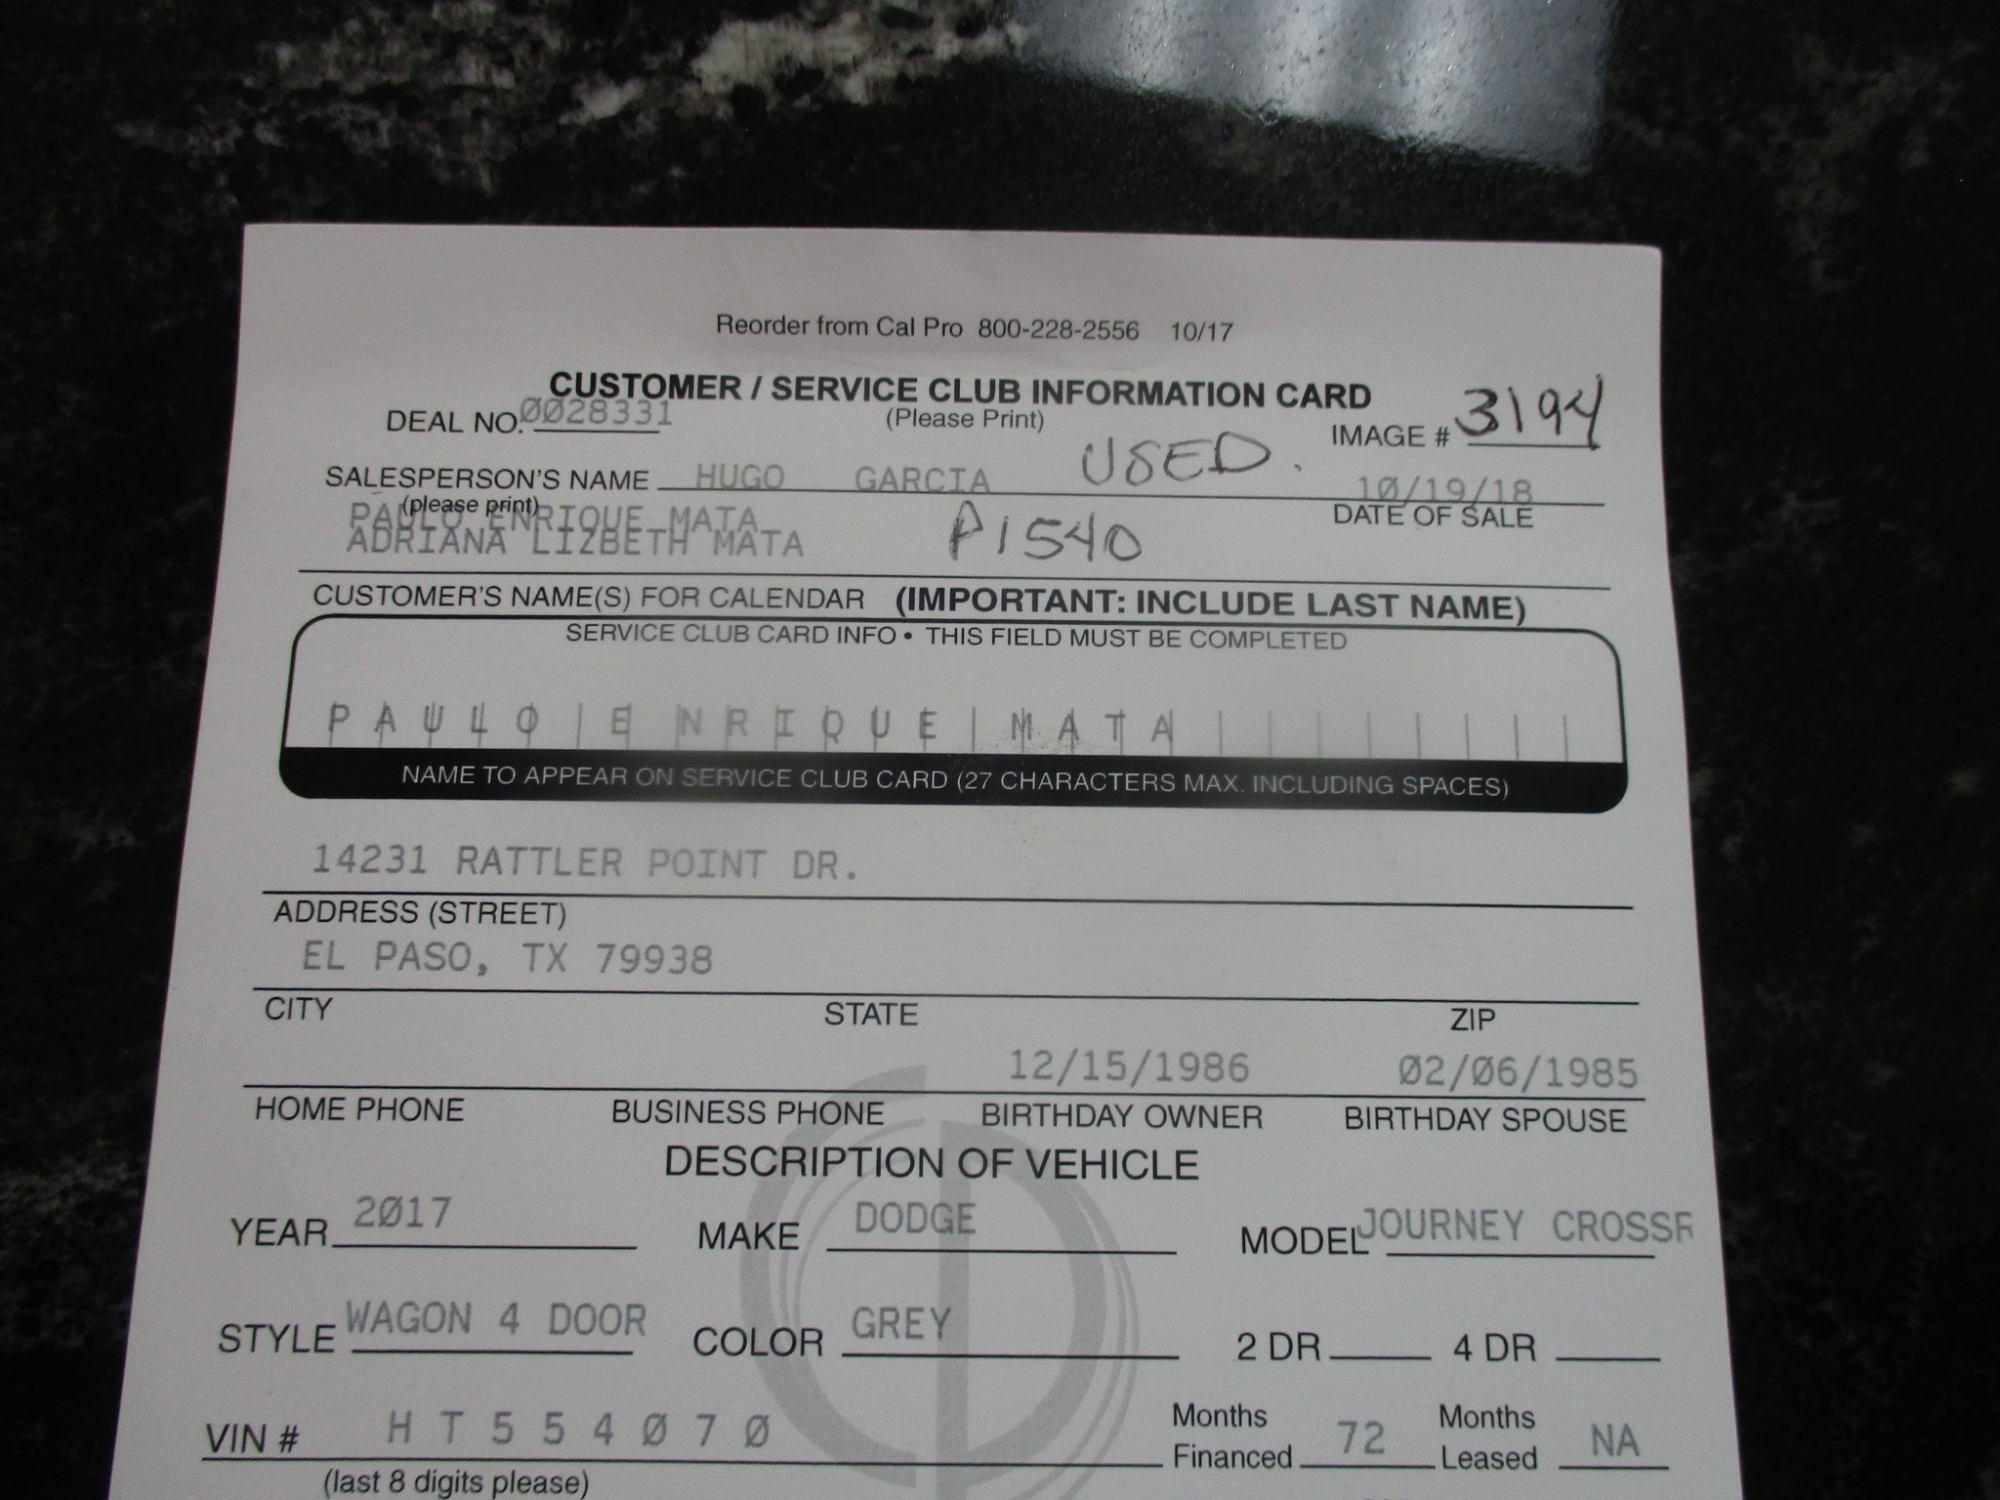 Reorder from Cal Pro 800-228-2556 10/17
CUSTOMER / SERVICE CLUB INFORMATION CARD
DEAL NO. 0028331 (Please Print) IMAGE # 3194
SALESPERSON'S NAME HUGO GARCIA USED. 10/19/18
(please print) DATE OF SALE
PAULO ENRIQUE MATA
ADRIANA LIZBETH MATA P1540
CUSTOMER'S NAME(S) FOR CALENDAR (IMPORTANT: INCLUDE LAST NAME)
SERVICE CLUB CARD INFO • THIS FIELD MUST BE COMPLETED
PAULO ENRIQUE MATA
NAME TO APPEAR ON SERVICE CLUB CARD (27 CHARACTERS MAX. INCLUDING SPACES)
14231 RATTLER POINT DR.
ADDRESS (STREET)
EL PASO, TX 79938
CITY STATE ZIP
12/15/1986 02/06/1985
HOME PHONE BUSINESS PHONE BIRTHDAY OWNER BIRTHDAY SPOUSE
DESCRIPTION OF VEHICLE
YEAR 2017 MAKE DODGE MODEL JOURNEY CROSSR
STYLE WAGON 4 DOOR COLOR GREY 2 DR 4 DR
VIN # HT554070 Months Financed 72 Months Leased NA
(last 8 digits please)